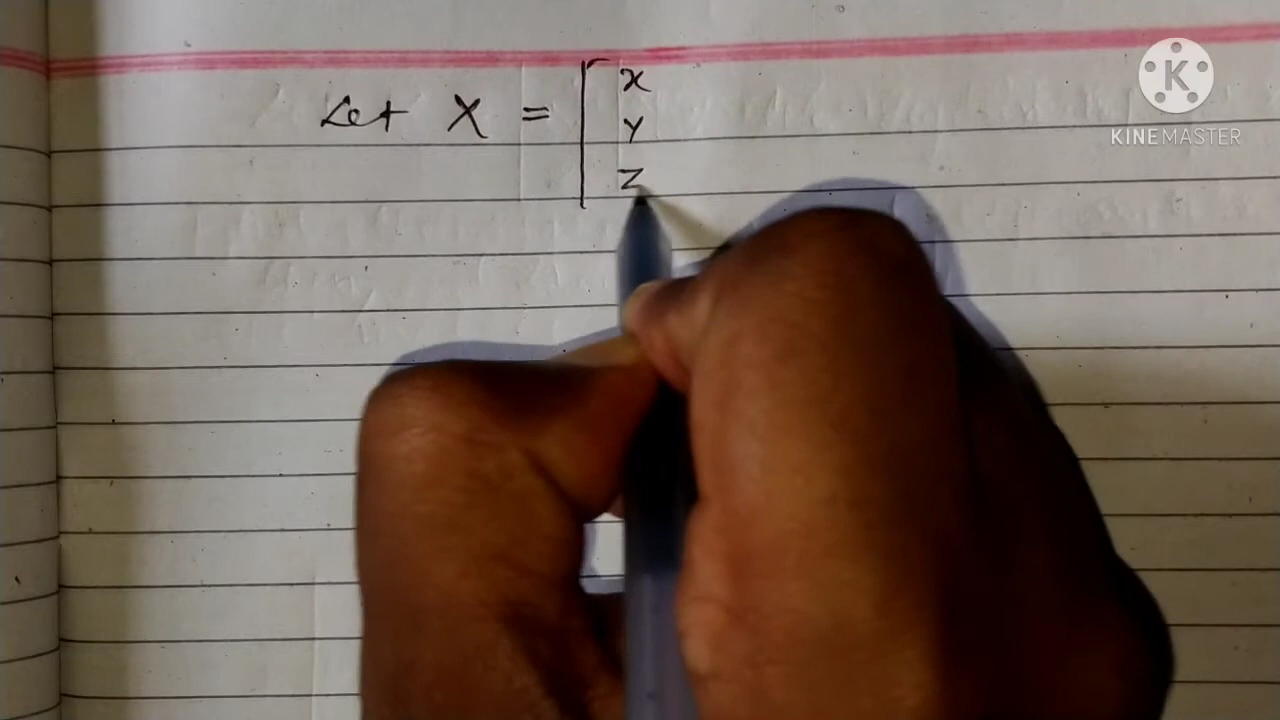 Let X = [ x
y
z
KINEMASTER